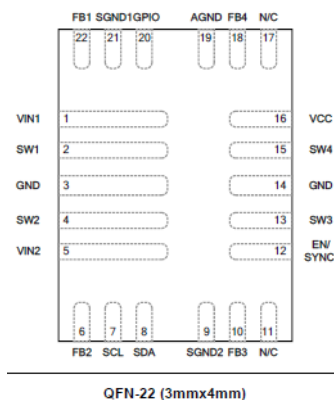 FB1 SGND1GPIO AGND FB4 N/C
22 21 20 19 18 17
VIN1 1 16 VCC
SW1 2 15 SW4
GND 3 14 GND
SW2 4 13 SW3
VIN2 5 12 EN/
SYNC
6 7 8 9 10 11
FB2 SCL SDA SGND2 FB3 N/C
QFN-22 (3mmx4mm)